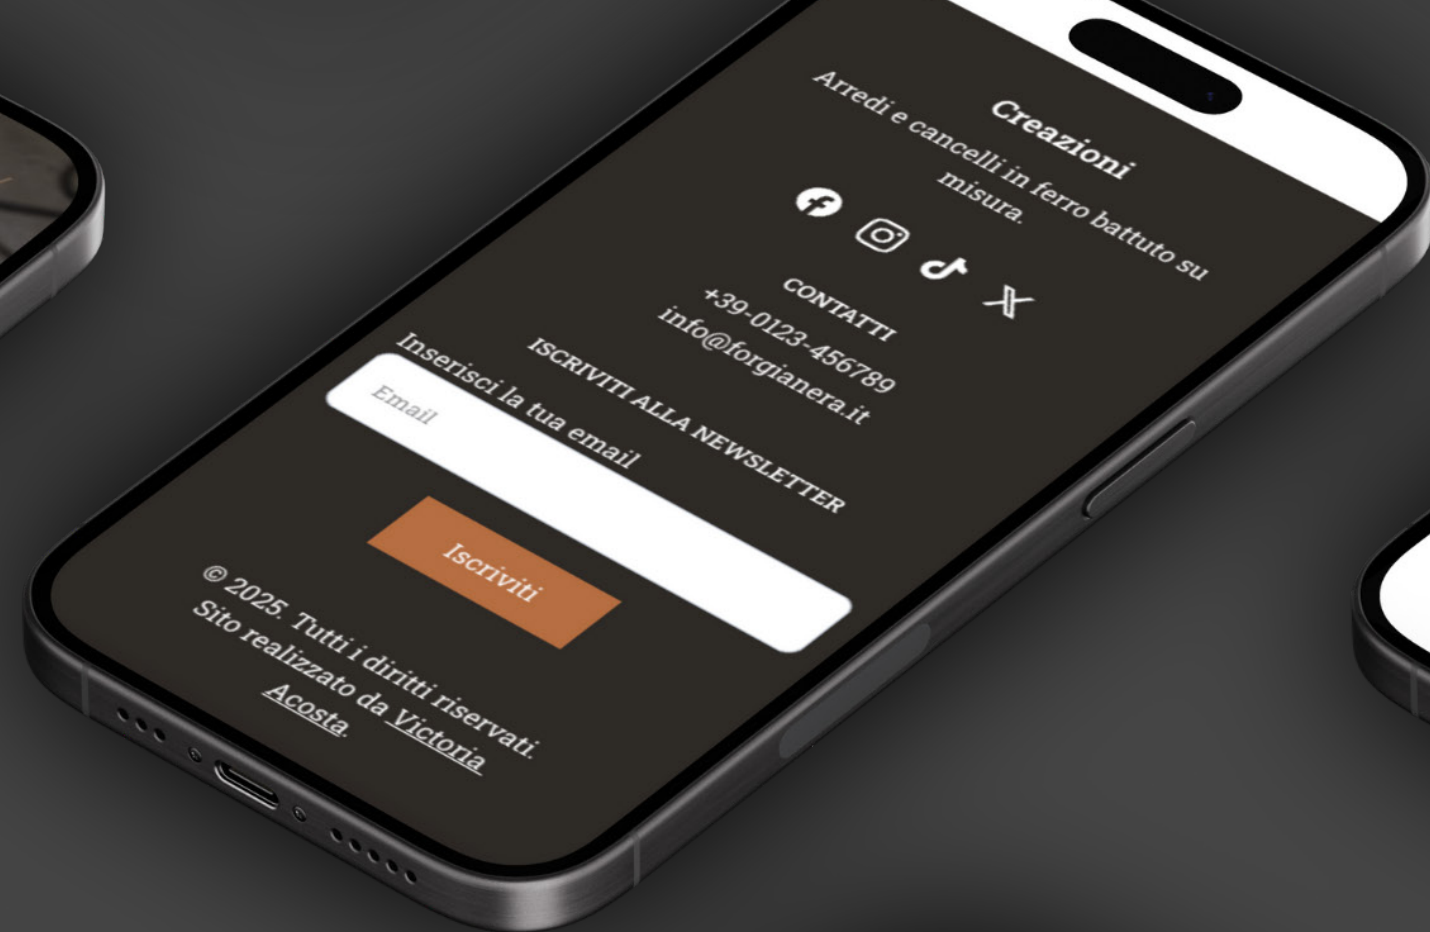 Creazioni
Arredi e cancelli in ferro battuto su
misura.
CONTATTI
+39-0123-456789
info@forgianera.it
ISCRIVITI ALLA NEWSLETTER
Inserisci la tua email
Email
Iscriviti
© 2025. Tutti i diritti riservati.
Sito realizzato da Victoria
Acosta.